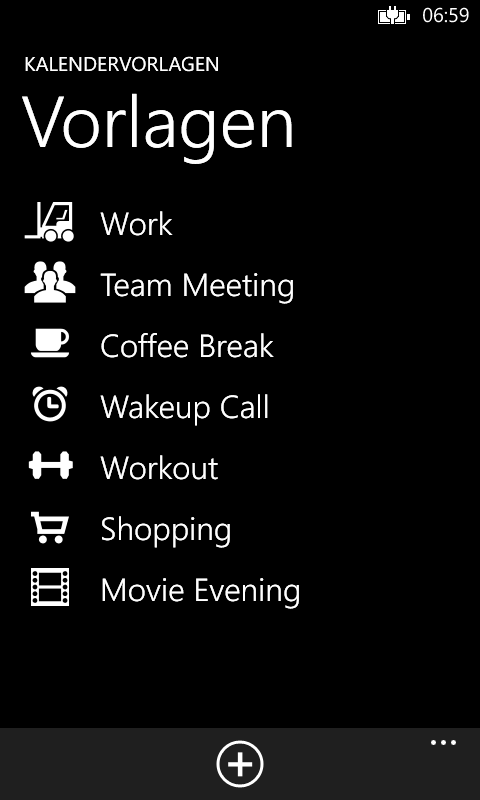 06:59
KALENDERVORLAGEN
Vorlagen
Work
Team Meeting
Coffee Break
Wakeup Call
Workout
Shopping
Movie Evening